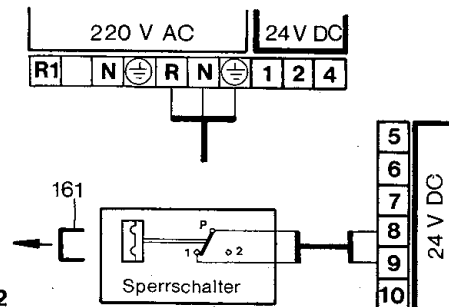 220 V AC
24V DC
R1 N R N 1 2 4
5
6
7
8
9
10
24 V DC
161
P
1 2
Sperrschalter
2